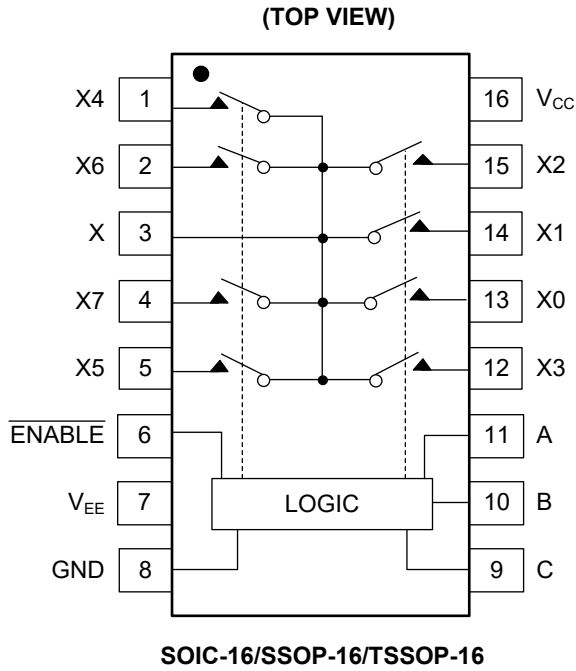 (TOP VIEW)
X4 1 16 VCC
X6 2 15 X2
X 3 14 X1
X7 4 13 X0
X5 5 12 X3
ENABLE 6 11 A
VEE 7 LOGIC 10 B
GND 8 9 C
SOIC-16/SSOP-16/TSSOP-16